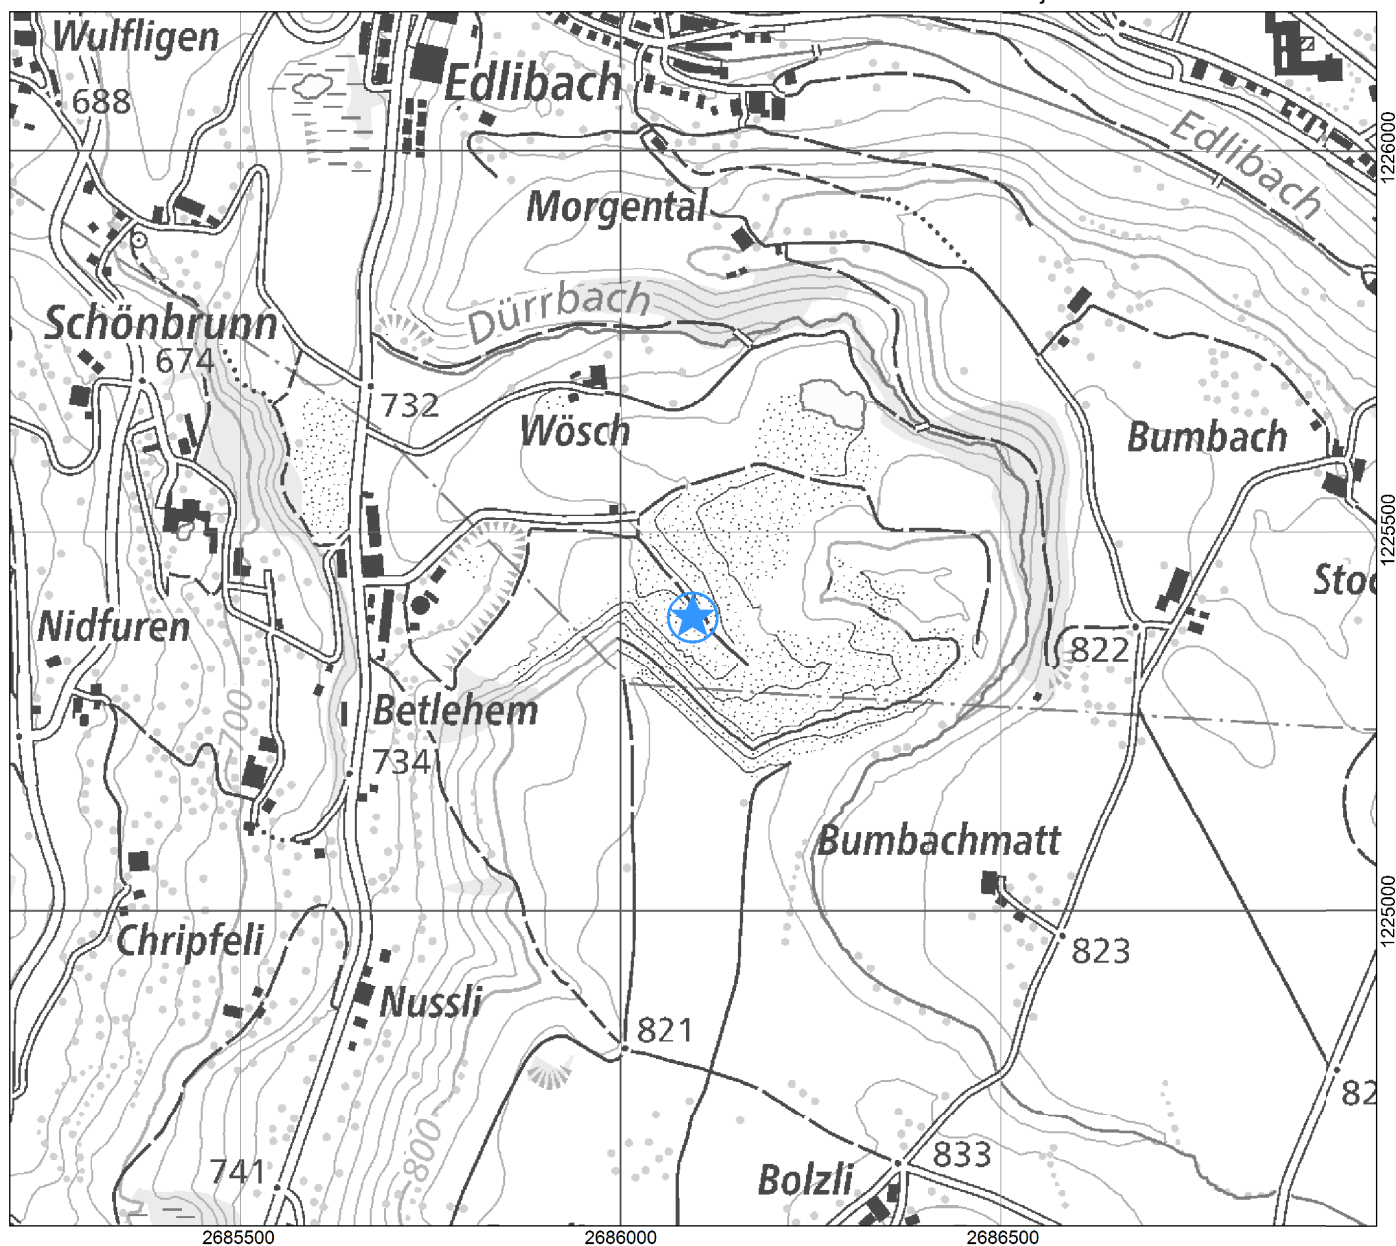 Wulfligen
688
Edlibach
Edlibach
1226000
Morgental
Dürrbach
Schönbrunn
674
732
Wösch
Bumbach
1225500
Stoc
Nidfuren
822
700
Betlehem
734
Bumbachmatt
1225000
Chripfeli
823
Nussli
821
82
800
741
833
Bolzli
2685500
2686000
2686500